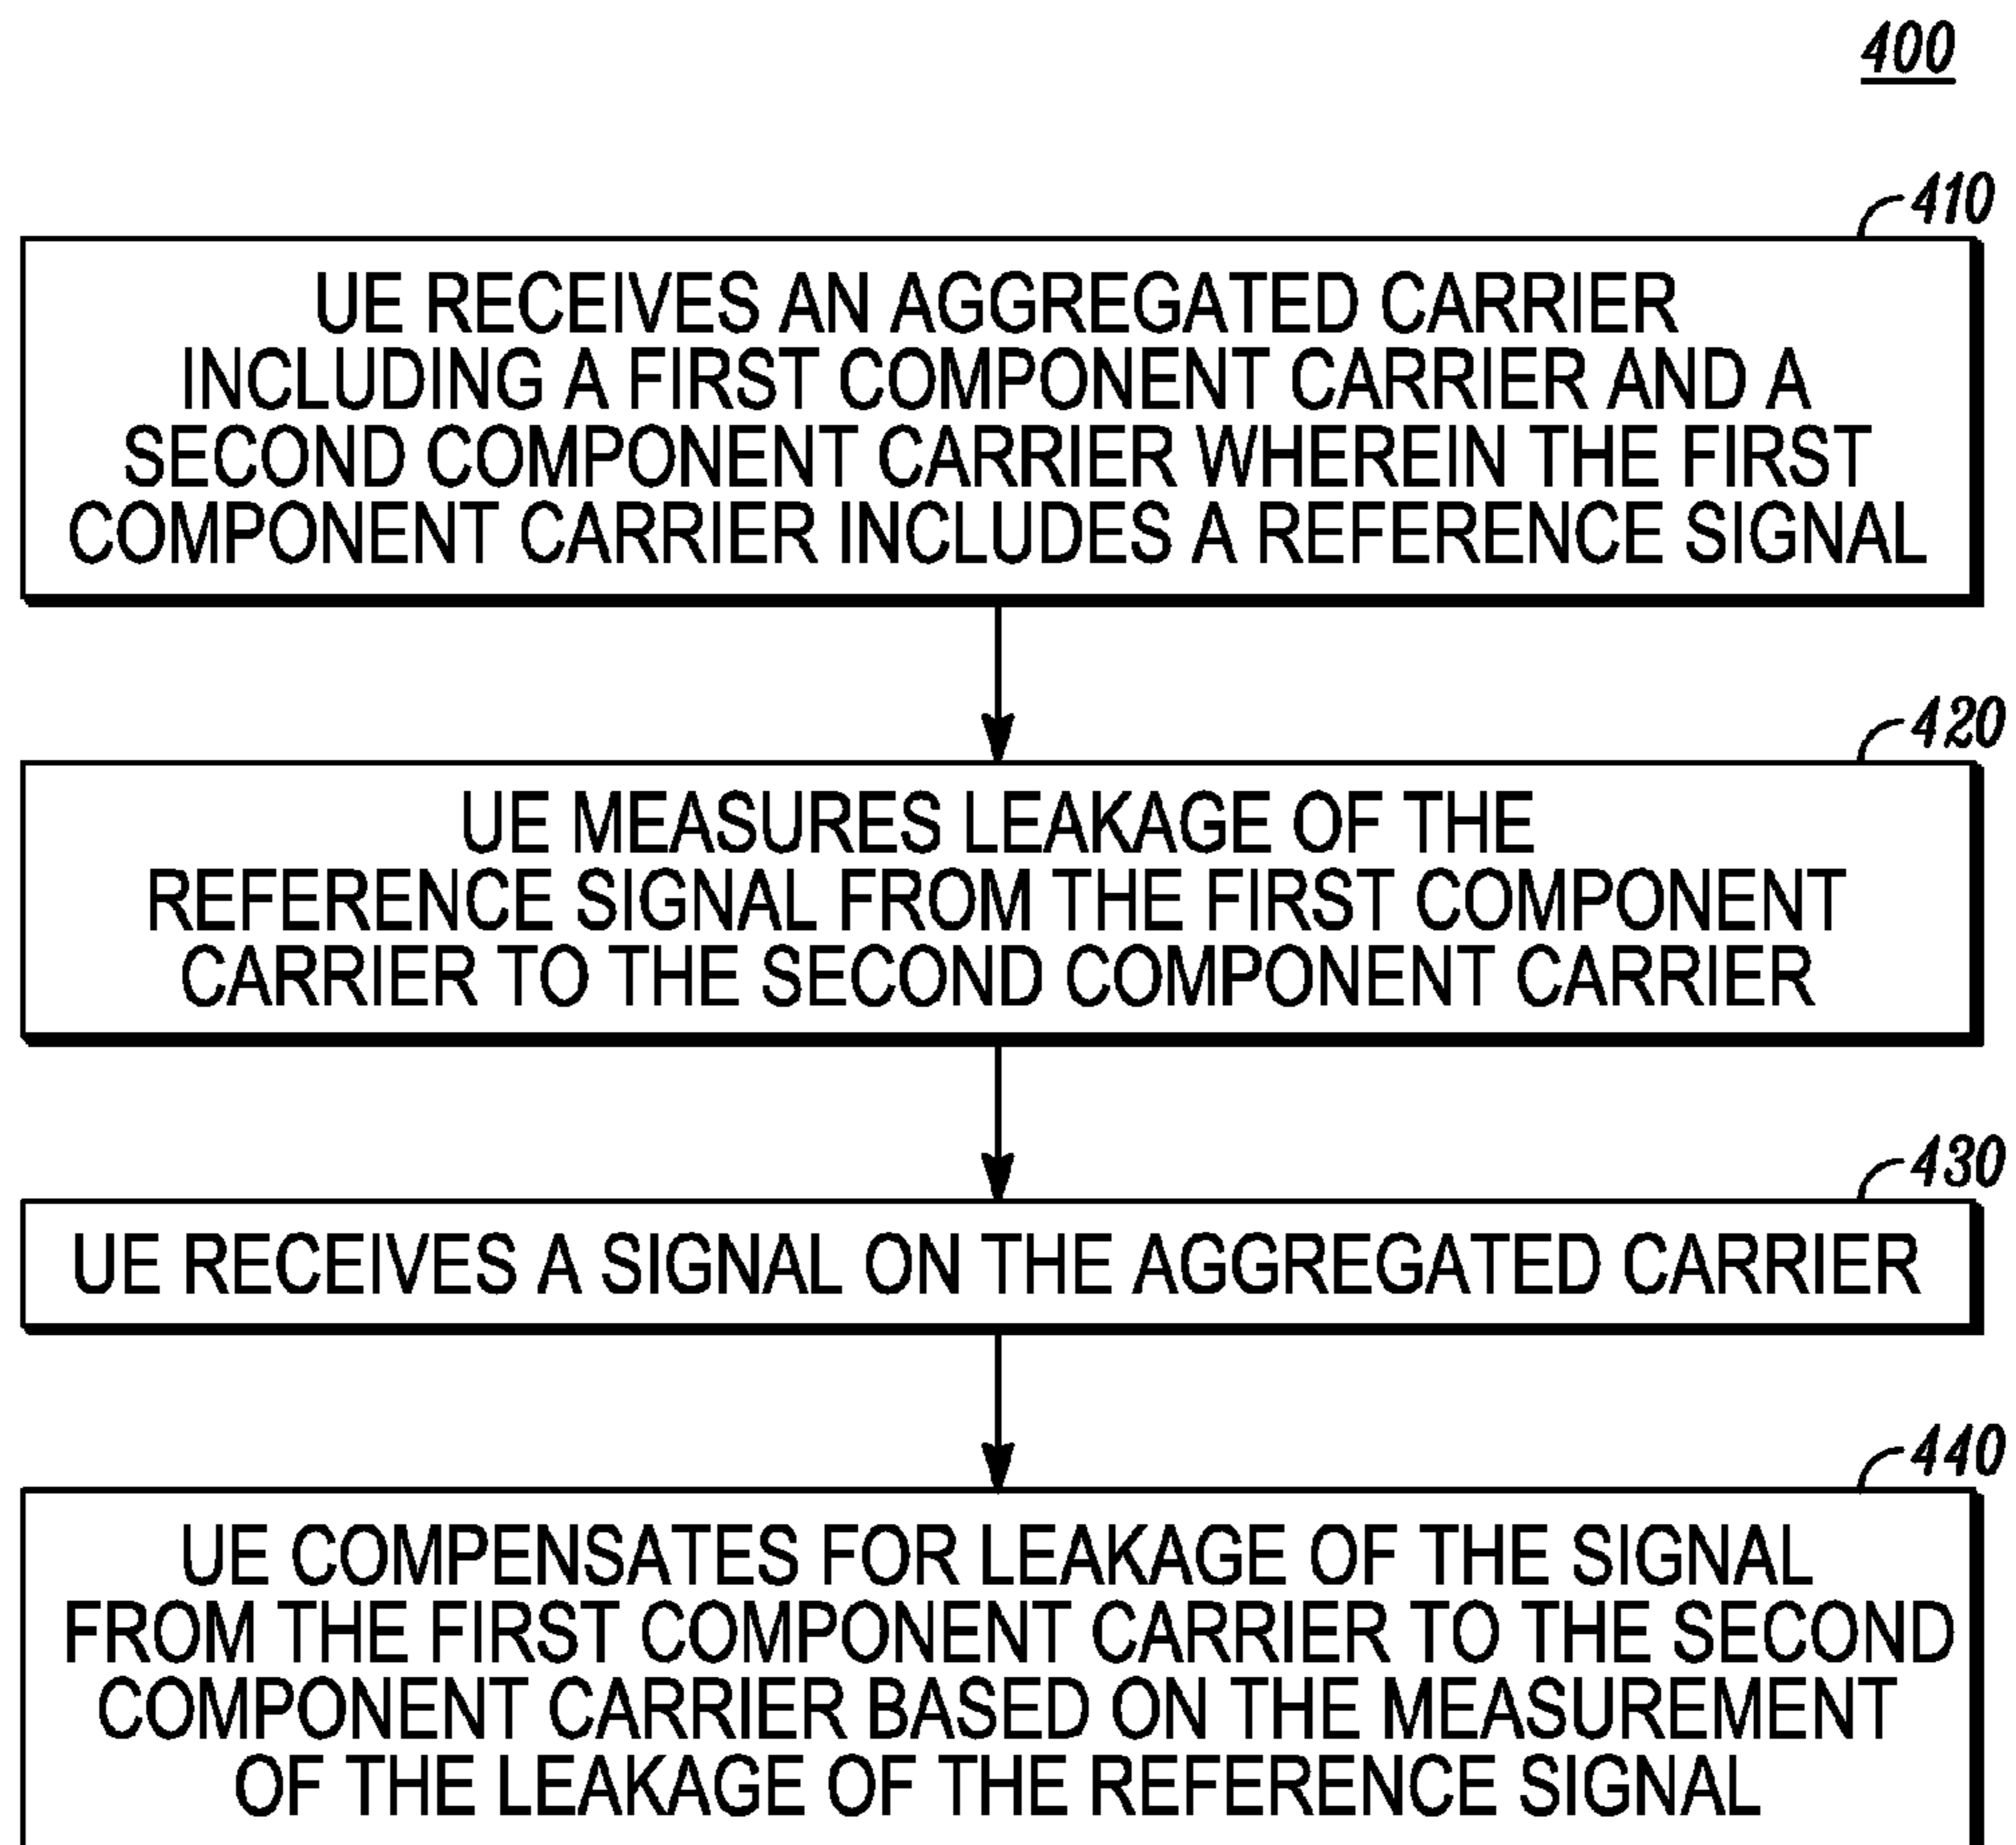 400
410
UE RECEIVES AN AGGREGATED CARRIER
INCLUDING A FIRST COMPONENT CARRIER AND A
SECOND COMPONENT CARRIER WHEREIN THE FIRST
COMPONENT CARRIER INCLUDES A REFERENCE SIGNAL
420
UE MEASURES LEAKAGE OF THE
REFERENCE SIGNAL FROM THE FIRST COMPONENT
CARRIER TO THE SECOND COMPONENT CARRIER
430
UE RECEIVES A SIGNAL ON THE AGGREGATED CARRIER
440
UE COMPENSATES FOR LEAKAGE OF THE SIGNAL
FROM THE FIRST COMPONENT CARRIER TO THE SECOND
COMPONENT CARRIER BASED ON THE MEASUREMENT
OF THE LEAKAGE OF THE REFERENCE SIGNAL